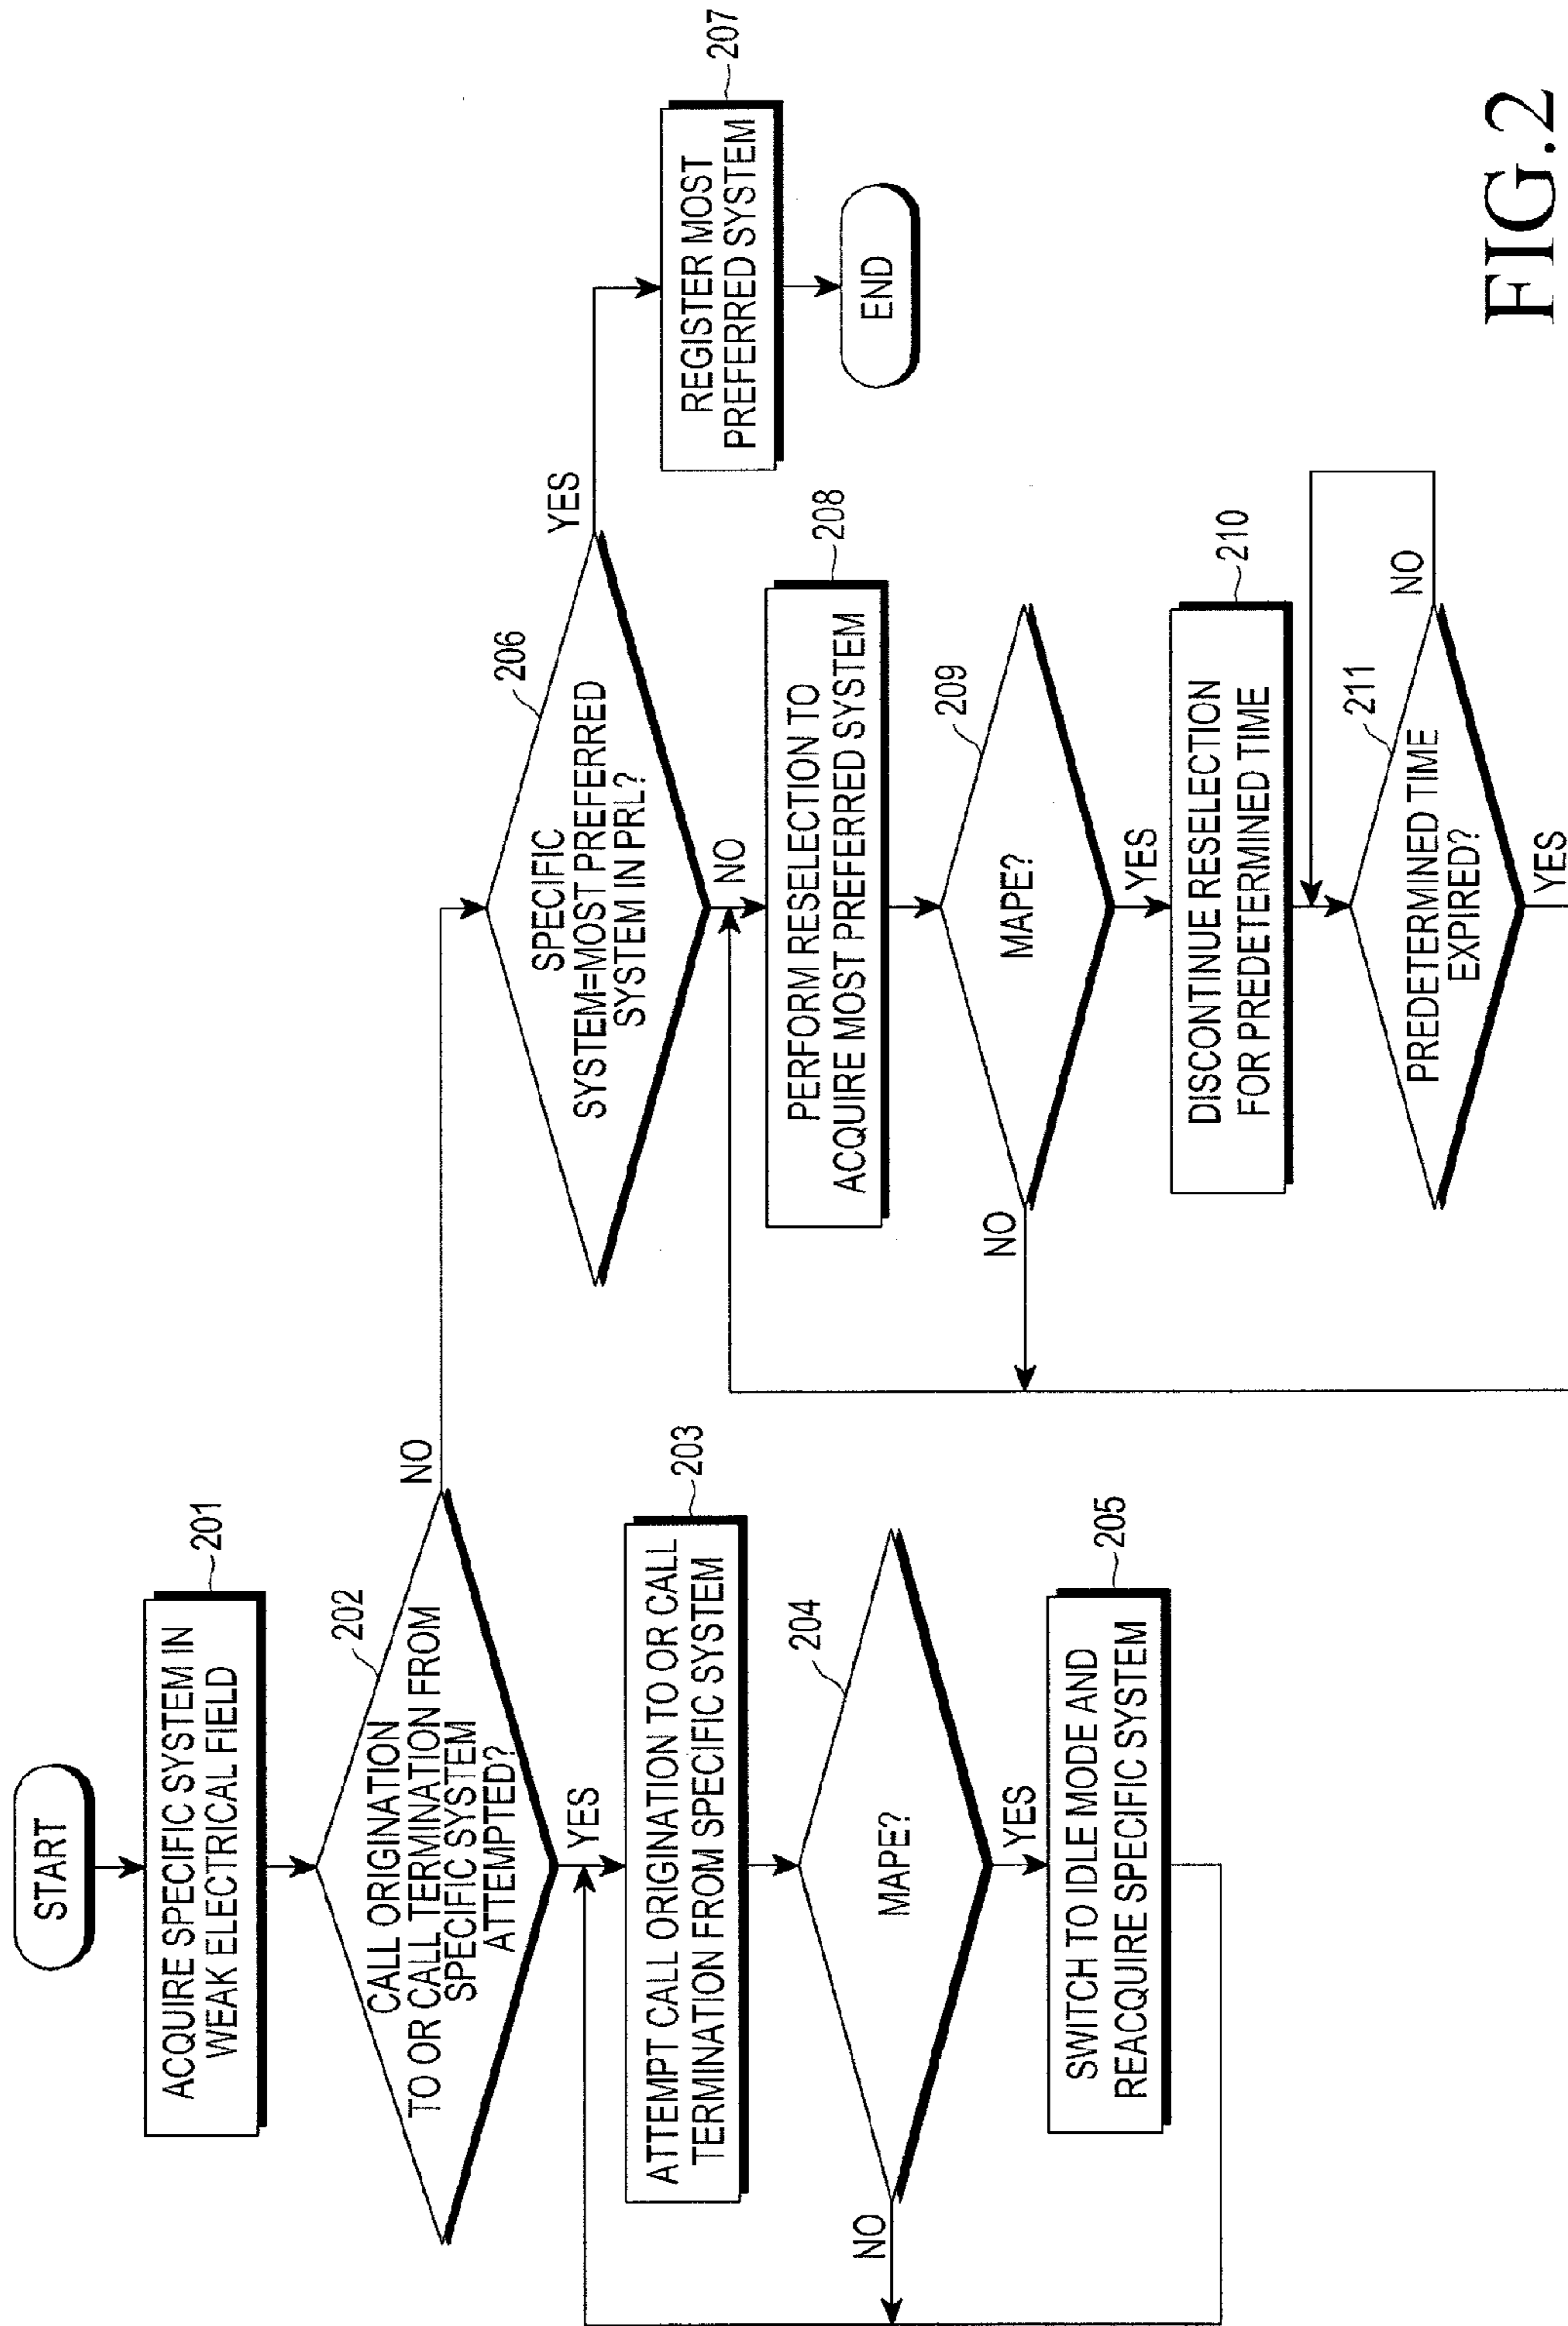 START
ACQUIRE SPECIFIC SYSTEM IN
WEAK ELECTRICAL FIELD
201
CALL ORIGINATION
TO OR CALL TERMINATION FROM
SPECIFIC SYSTEM
ATTEMPTED?
202
NO
YES
ATTEMPT CALL ORIGINATION TO OR CALL
TERMINATION FROM SPECIFIC SYSTEM
203
MAPE?
204
NO
YES
SWITCH TO IDLE MODE AND
REACQUIRE SPECIFIC SYSTEM
205
SPECIFIC
SYSTEM=MOST PREFERRED
SYSTEM IN PRL?
206
YES
NO
REGISTER MOST
PREFERRED SYSTEM
207
END
PERFORM RESELECTION TO
ACQUIRE MOST PREFERRED SYSTEM
208
MAPE?
209
NO
YES
DISCONTINUE RESELECTION
FOR PREDETERMINED TIME
210
PREDETERMINED TIME
EXPIRED?
211
NO
YES
FIG.2